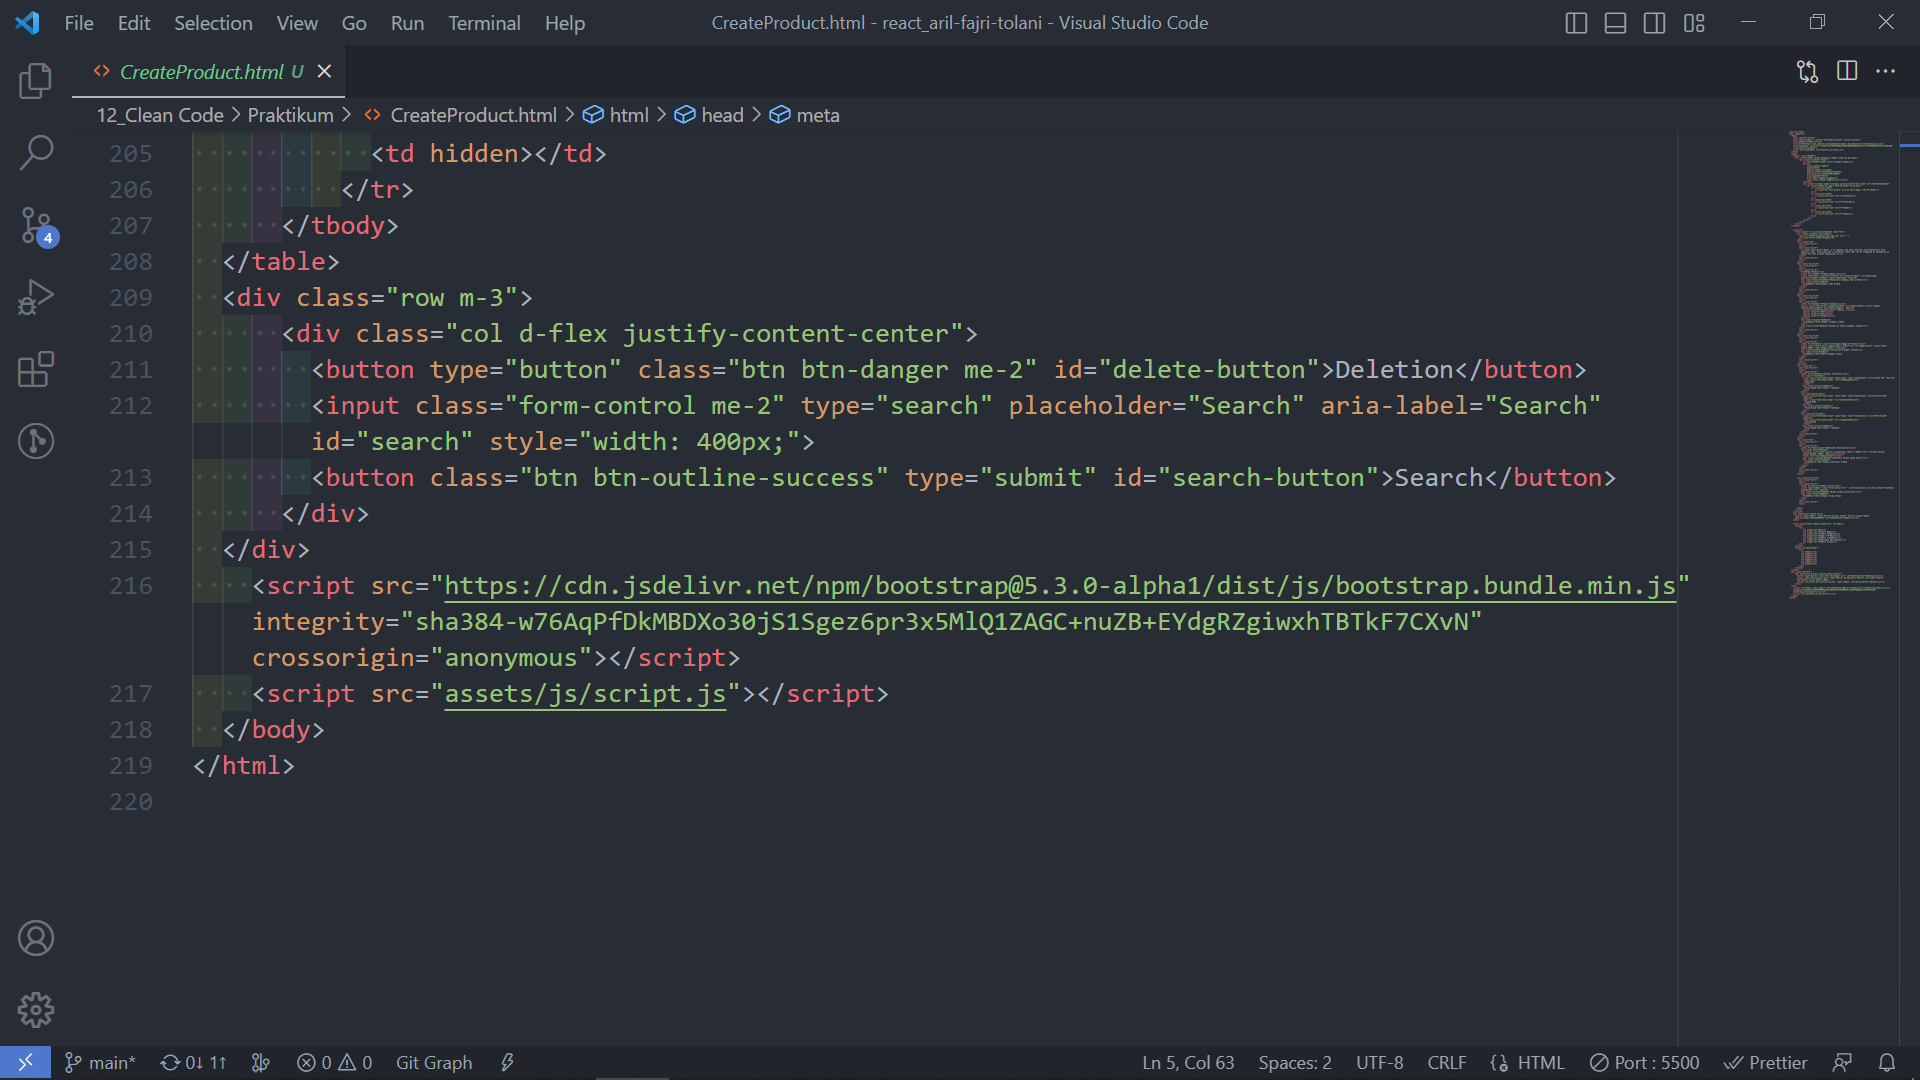 File Edit Selection View Go Run Terminal Help
CreateProduct.html - react_aril-fajri-tolani - Visual Studio Code
CreateProduct.html U
12_Clean Code > Praktikum > CreateProduct.html > html > head > meta
205 <td hidden></td>
206 </tr>
207 </tbody>
208 </table>
209 <div class="row m-3">
210 <div class="col d-flex justify-content-center">
211 <button type="button" class="btn btn-danger me-2" id="delete-button">Deletion</button>
212 <input class="form-control me-2" type="search" placeholder="Search" aria-label="Search"
id="search" style="width: 400px;">
213 <button class="btn btn-outline-success" type="submit" id="search-button">Search</button>
214 </div>
215 </div>
216 <script src="https://cdn.jsdelivr.net/npm/bootstrap@5.3.0-alpha1/dist/js/bootstrap.bundle.min.js"
integrity="sha384-w76AqPfDkMBDXo30jS1Sgez6pr3x5MlQ1ZAGC+nuZB+EYdgRZgiwxhTBTkF7CXvN"
crossorigin="anonymous"></script>
217 <script src="assets/js/script.js"></script>
218 </body>
219 </html>
220
4
main* 0↓ 1↑ 0 0 Git Graph
Ln 5, Col 63 Spaces: 2 UTF-8 CRLF HTML Port : 5500 Prettier